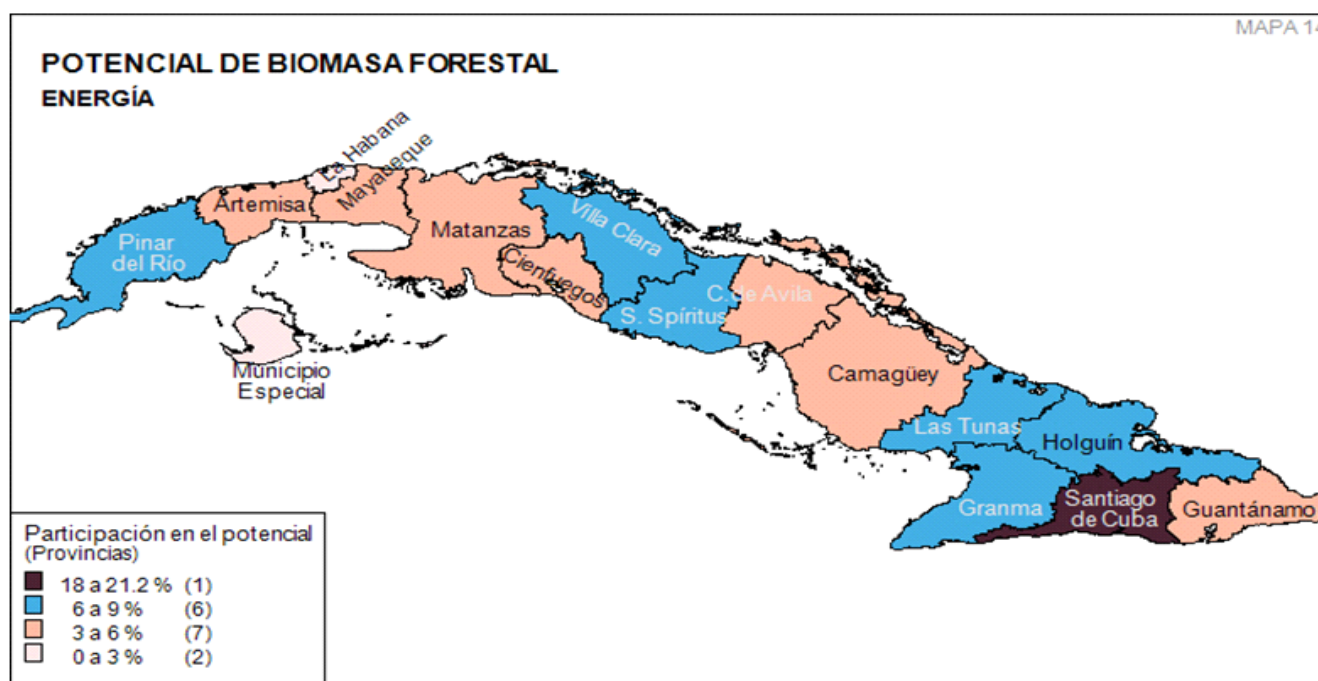 MAPA 14
POTENCIAL DE BIOMASA FORESTAL
ENERGÍA
La Habana
Mayabeque
Artemisa
Pinar
del Río
Matanzas
Villa Clara
Cienfuegos
S. Spíritus
C. de Avila
Municipio
Especial
Camagüey
Las Tunas
Holguín
Granma
Santiago
de Cuba
Guantánamo
Participación en el potencial
(Provincias)
18 a 21.2 % (1)
6 a 9 % (6)
3 a 6 % (7)
0 a 3 % (2)